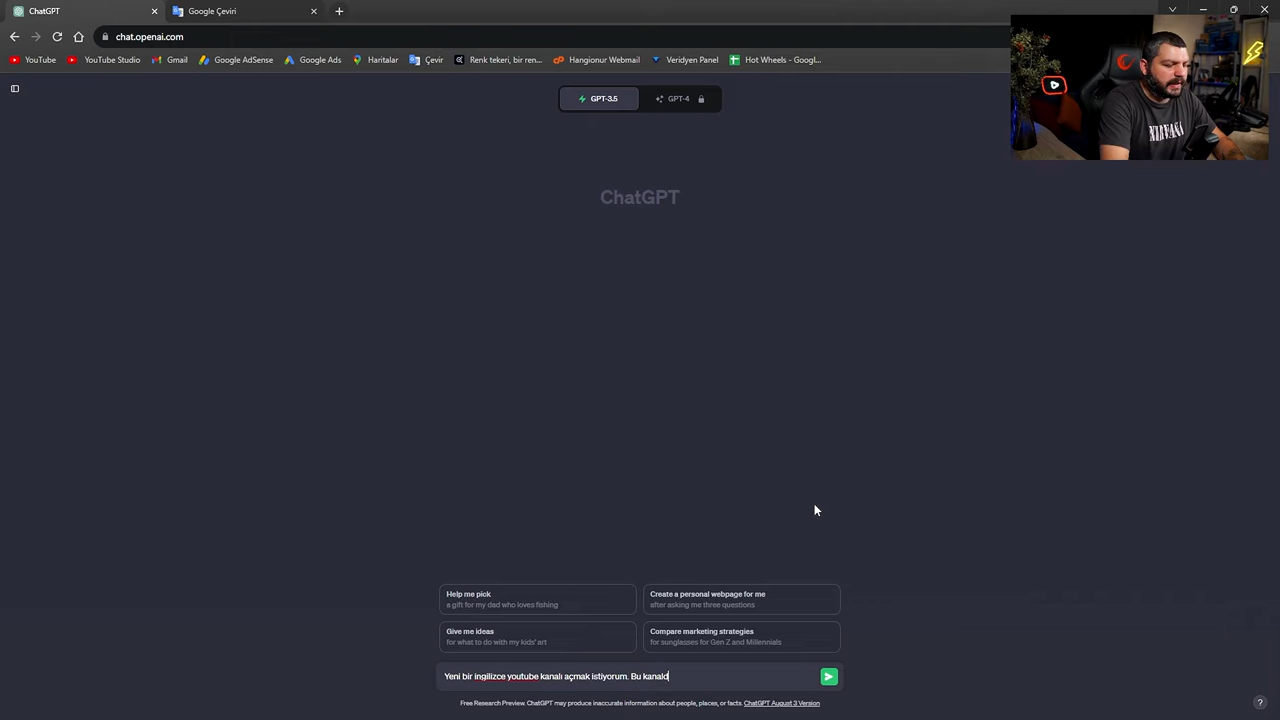 ChatGPT
Google Çeviri
chat.openai.com
YouTube
YouTube Studio
Gmail
Google AdSense
Google Ads
Haritalar
Çevir
Renk tekeri, bir ren...
Hangionur Webmail
Veridyen Panel
Hot Wheels - Googl...
NIRVANA
GPT-3.5
GPT-4
ChatGPT
Help me pick
a gift for my dad who loves fishing
Create a personal webpage for me
after asking me three questions
Give me ideas
for what to do with my kids' art
Compare marketing strategies
for sunglasses for Gen Z and Millennials
Yeni bir ingilizce youtube kanalı açmak istiyorum. Bu kanald
Free Research Preview. ChatGPT may produce inaccurate information about people, places, or facts. ChatGPT August 3 Version
?